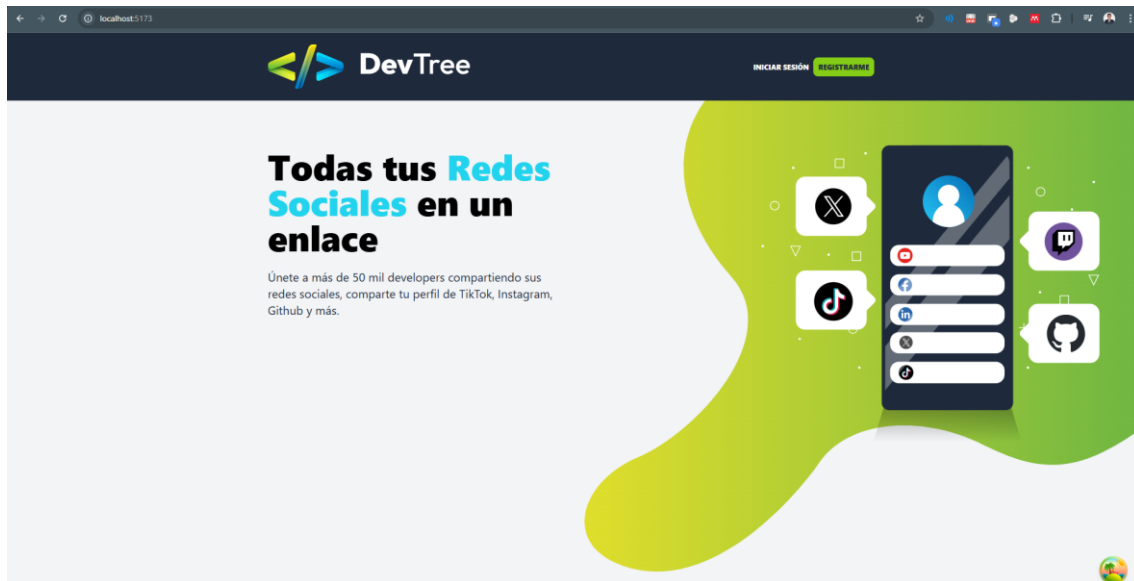 localhost:5173
DevTree
INICIAR SESIÓN REGISTRARME
Todas tus Redes
Sociales en un
enlace
Únete a más de 50 mil developers compartiendo sus
redes sociales, comparte tu perfil de TikTok, Instagram,
Github y más.